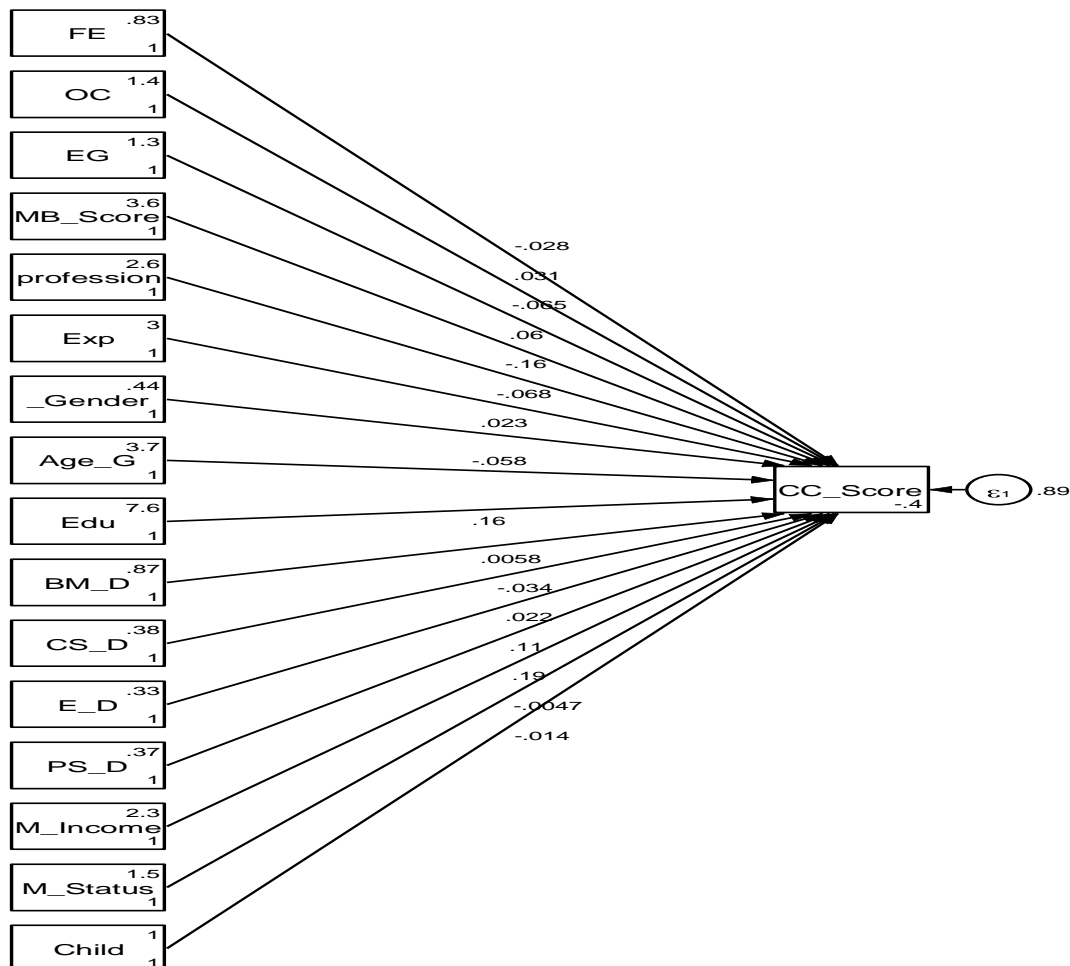 .83
FE
1
1.4
OC
1
1.3
EG
1
3.6
MB_Score
1
2.6
profession
1
3
Exp
1
.44
_Gender
1
3.7
Age_G
1
7.6
Edu
1
.87
BM_D
1
.38
CS_D
1
.33
E_D
1
.37
PS_D
1
2.3
M_Income
1
1.5
M_Status
1
1
Child
1
-.028
.031
-.065
.06
-.16
-.068
.023
-.058
.16
.0058
-.034
.022
.11
.19
-.0047
-.014
CC_Score
-.4
ε1 .89